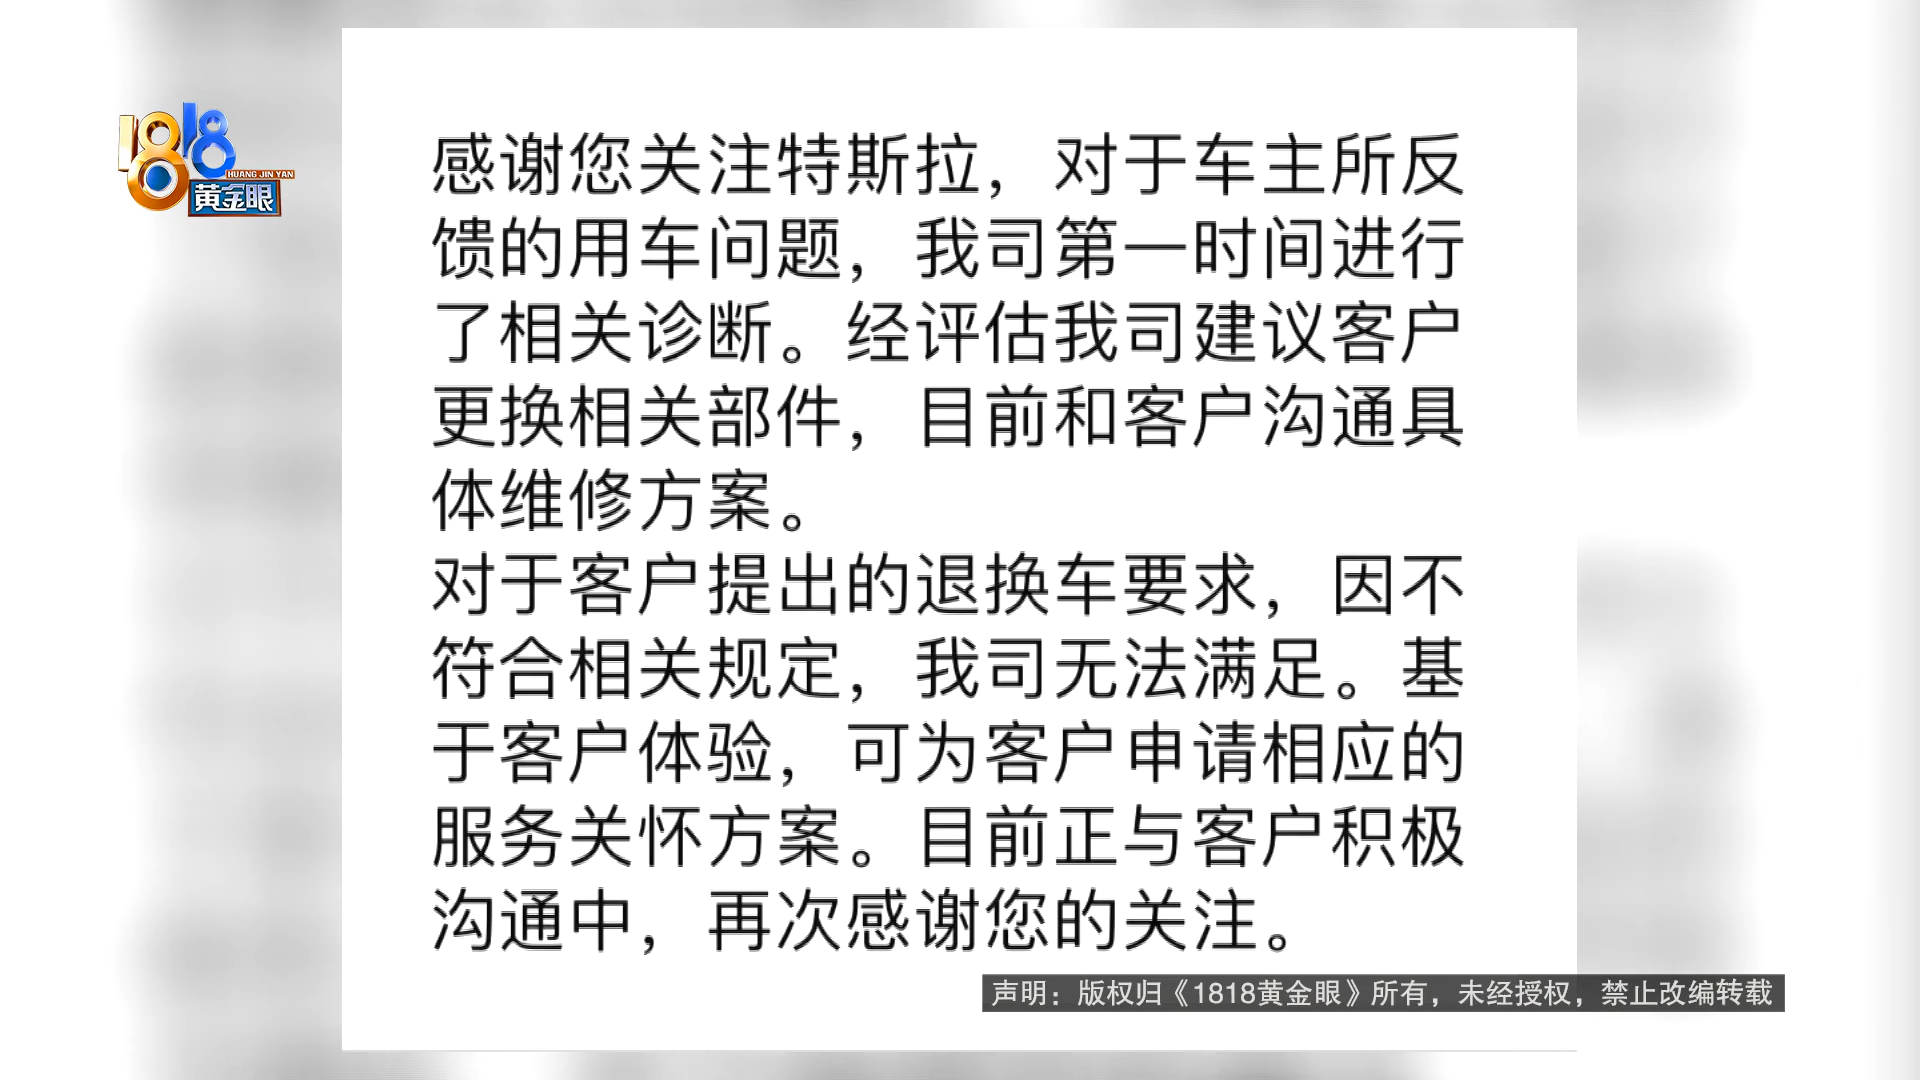 1818
HUANG JIN YAN
黄金眼
感谢您关注特斯拉，对于车主所反
馈的用车问题，我司第一时间进行
了相关诊断。经评估我司建议客户
更换相关部件，目前和客户沟通具
体维修方案。
对于客户提出的退换车要求，因不
符合相关规定，我司无法满足。基
于客户体验，可为客户申请相应的
服务关怀方案。目前正与客户积极
沟通中，再次感谢您的关注。
声明：版权归《1818黄金眼》所有，未经授权，禁止改编转载